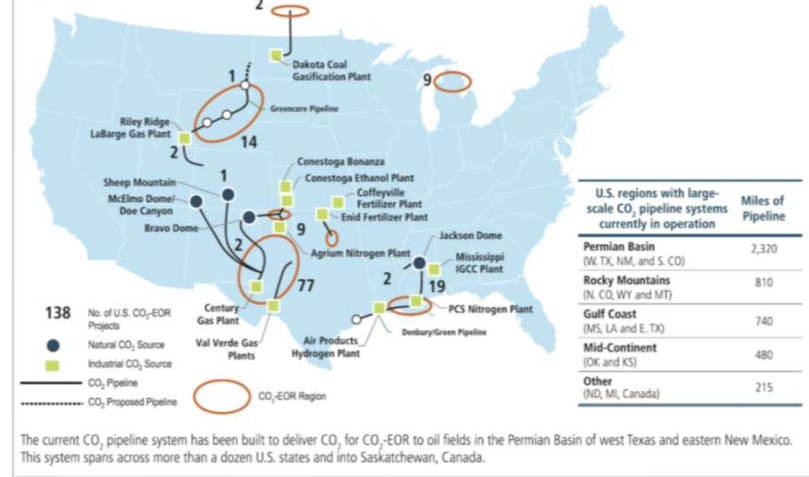 2
Dakota Coal
Gasification Plant
1
9
Greencore Pipeline
Riley Ridge
LaBarge Gas Plant
14
2
Conestoga Bonanza
Conestoga Ethanol Plant
Sheep Mountain
1
Coffeyville
Fertilizer Plant
McElmo Dome/
Doe Canyon
Enid Fertilizer Plant
Bravo Dome
9
2
Agrium Nitrogen Plant
Jackson Dome
Mississippi
IGCC Plant
2
19
77
Century
Gas Plant
PCS Nitrogen Plant
Val Verde Gas
Plants
Air Products
Hydrogen Plant
Denbury/Green Pipeline
138 No. of U.S. CO₂-EOR
Projects
Natural CO₂ Source
Industrial CO₂ Source
CO₂ Pipeline
CO₂ Proposed Pipeline
CO₂-EOR Region
U.S. regions with large-
scale CO₂ pipeline systems
currently in operation
Miles of
Pipeline
Permian Basin 2,320
(W. TX, NM, and S. CO)
Rocky Mountains 810
(N. CO, WY and MT)
Gulf Coast 740
(MS, LA and E. TX)
Mid-Continent 480
(OK and KS)
Other 215
(ND, MI, Canada)
The current CO₂ pipeline system has been built to deliver CO₂ for CO₂-EOR to oil fields in the Permian Basin of west Texas and eastern New Mexico.
This system spans across more than a dozen U.S. states and into Saskatchewan, Canada.